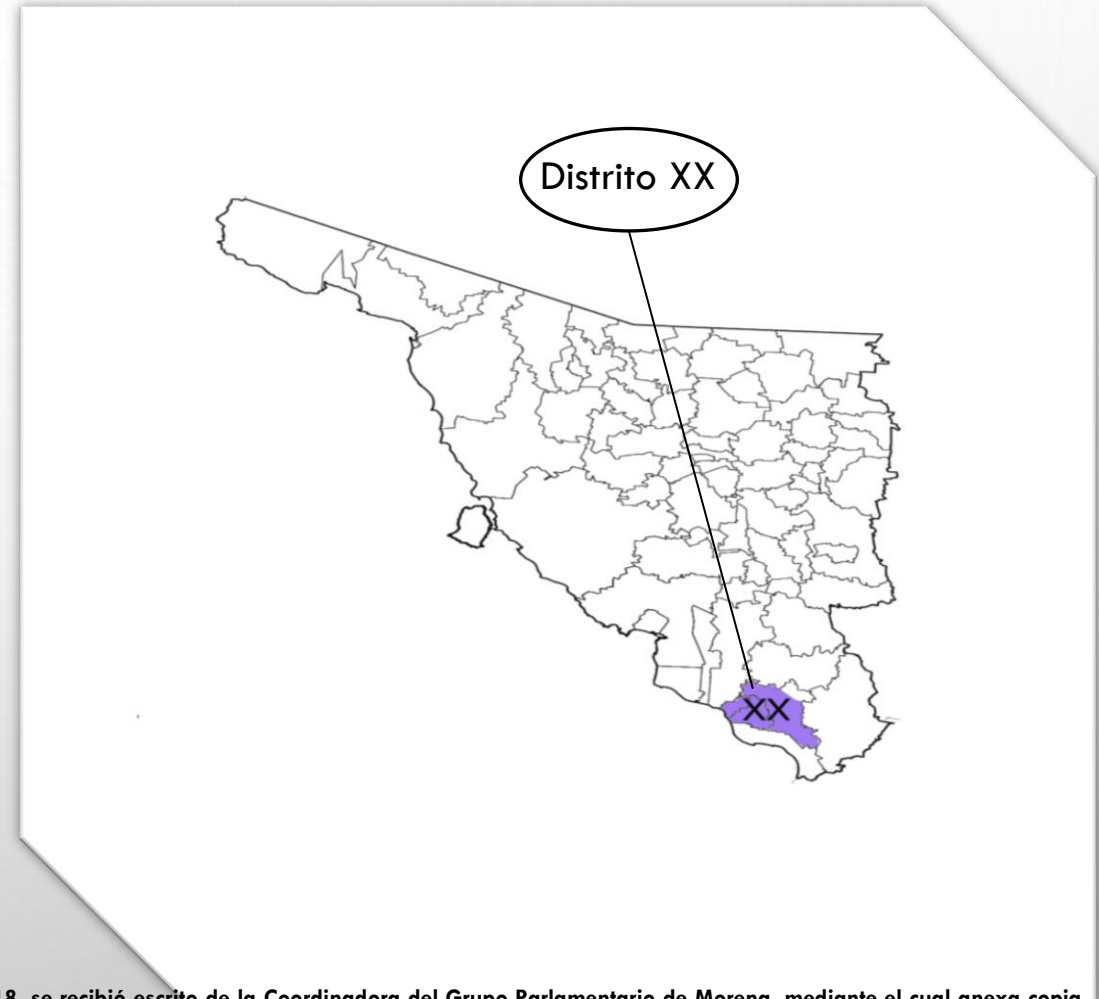 Distrito XX
XX
18, se recibió escrito de la Coordinadora del Grupo Parlamentario de Morena, mediante el cual anexa copia